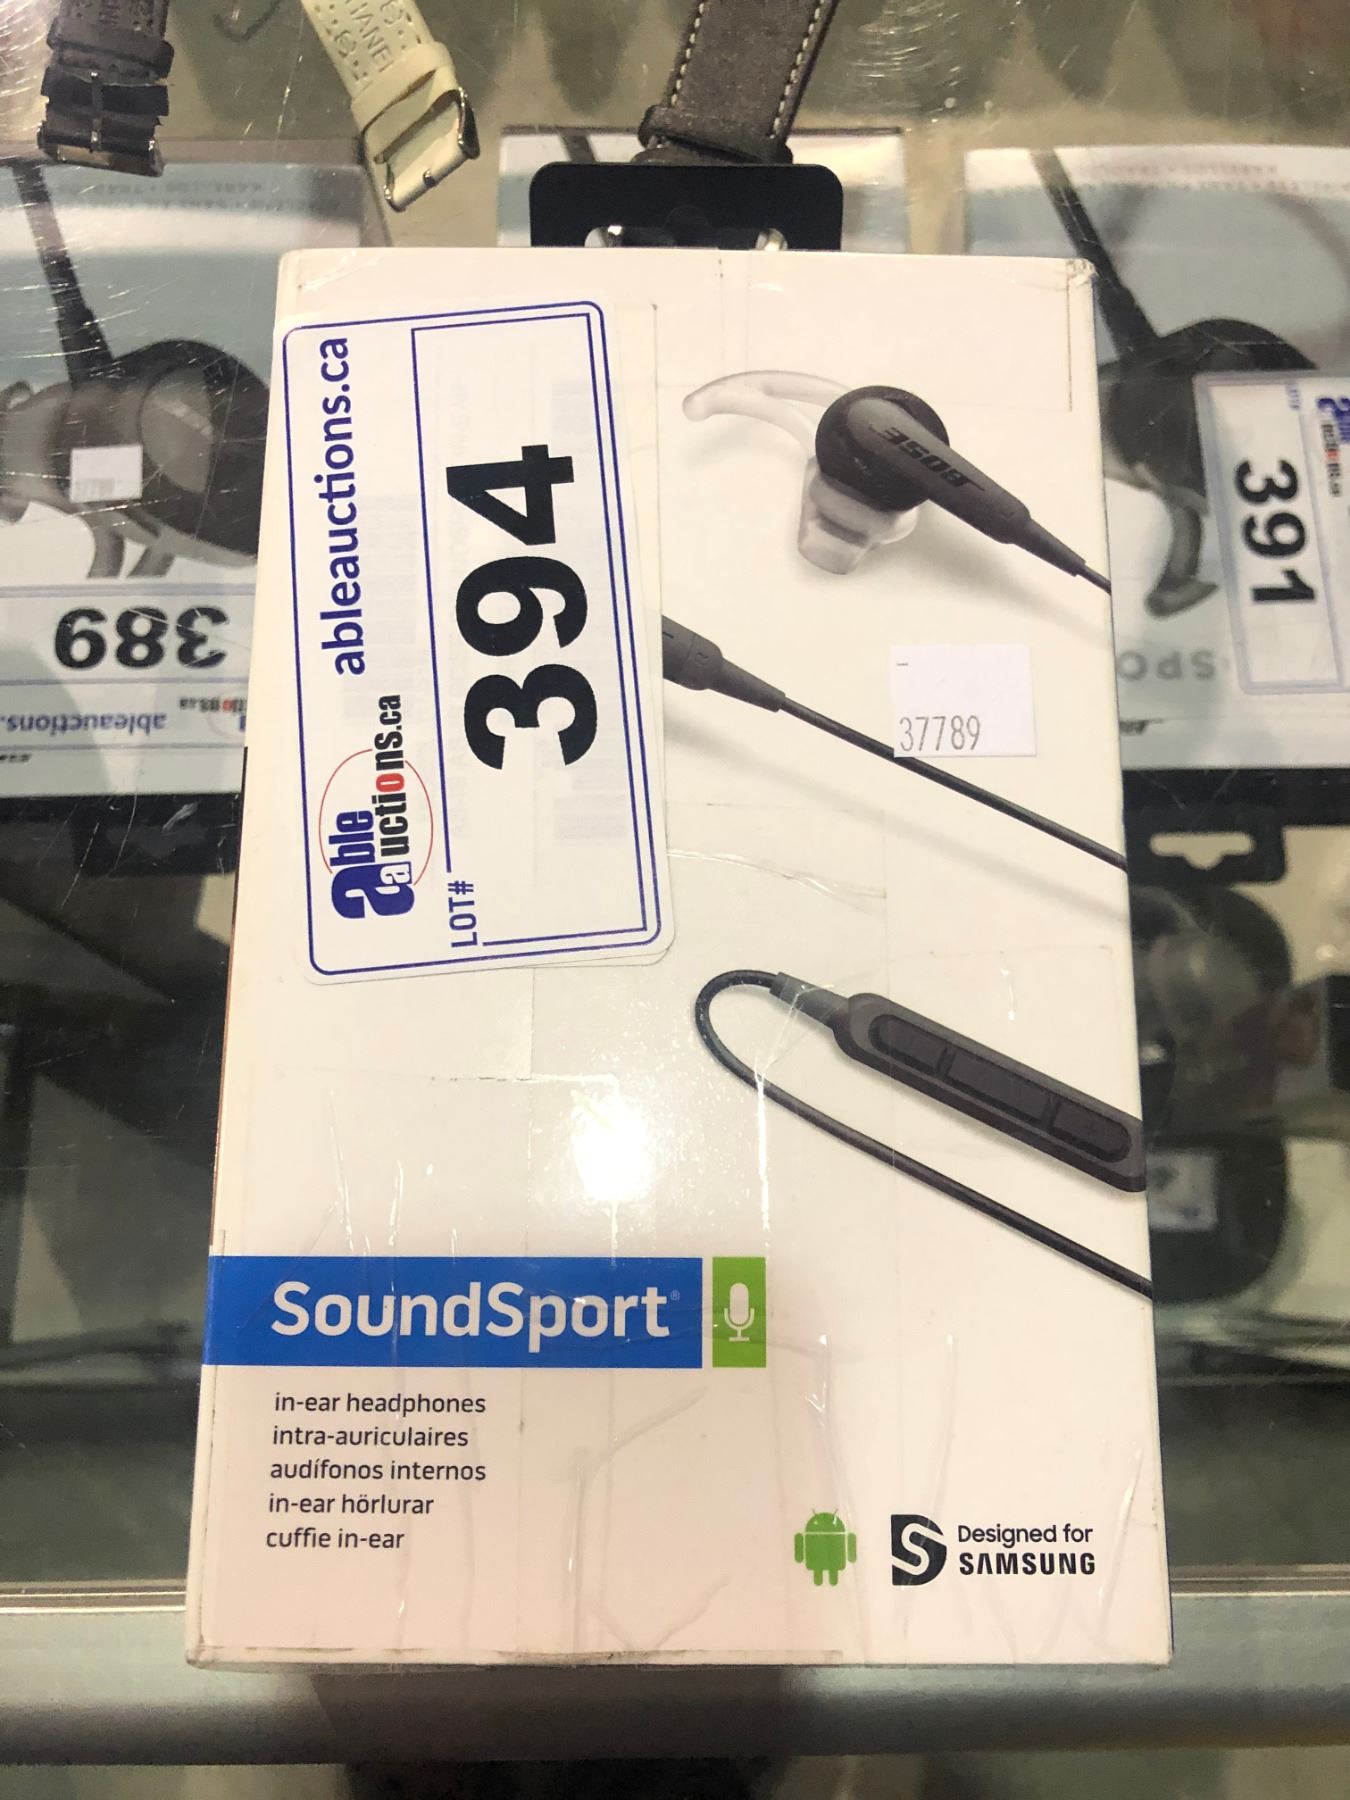 CHANEL
ableauctions.ca
able
auctions.ca
LOT#
394
BOSE
37789
SoundSport®
in-ear headphones
intra-auriculaires
audífonos internos
in-ear hörlurar
cuffie in-ear
Designed for
SAMSUNG
389
ableauctions.
391